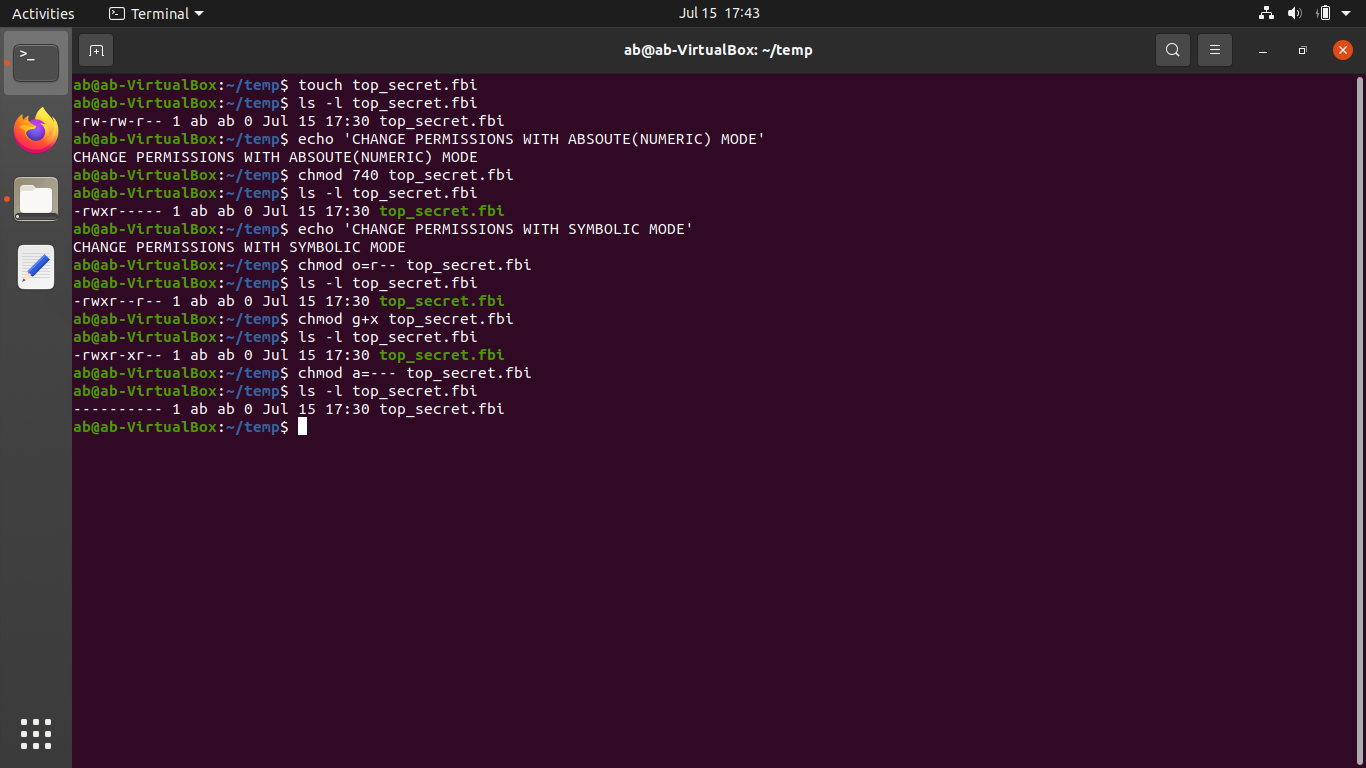 Activities
Terminal
Jul 15 17:43
ab@ab-VirtualBox: ~/temp
ab@ab-VirtualBox:~/temp$ touch top_secret.fbi
ab@ab-VirtualBox:~/temp$ ls -l top_secret.fbi
-rw-rw-r-- 1 ab ab 0 Jul 15 17:30 top_secret.fbi
ab@ab-VirtualBox:~/temp$ echo 'CHANGE PERMISSIONS WITH ABSOUTE(NUMERIC) MODE'
CHANGE PERMISSIONS WITH ABSOUTE(NUMERIC) MODE
ab@ab-VirtualBox:~/temp$ chmod 740 top_secret.fbi
ab@ab-VirtualBox:~/temp$ ls -l top_secret.fbi
-rwxr----- 1 ab ab 0 Jul 15 17:30 top_secret.fbi
ab@ab-VirtualBox:~/temp$ echo 'CHANGE PERMISSIONS WITH SYMBOLIC MODE'
CHANGE PERMISSIONS WITH SYMBOLIC MODE
ab@ab-VirtualBox:~/temp$ chmod o=r-- top_secret.fbi
ab@ab-VirtualBox:~/temp$ ls -l top_secret.fbi
-rwxr--r-- 1 ab ab 0 Jul 15 17:30 top_secret.fbi
ab@ab-VirtualBox:~/temp$ chmod g+x top_secret.fbi
ab@ab-VirtualBox:~/temp$ ls -l top_secret.fbi
-rwxr-xr-- 1 ab ab 0 Jul 15 17:30 top_secret.fbi
ab@ab-VirtualBox:~/temp$ chmod a=--- top_secret.fbi
ab@ab-VirtualBox:~/temp$ ls -l top_secret.fbi
---------- 1 ab ab 0 Jul 15 17:30 top_secret.fbi
ab@ab-VirtualBox:~/temp$